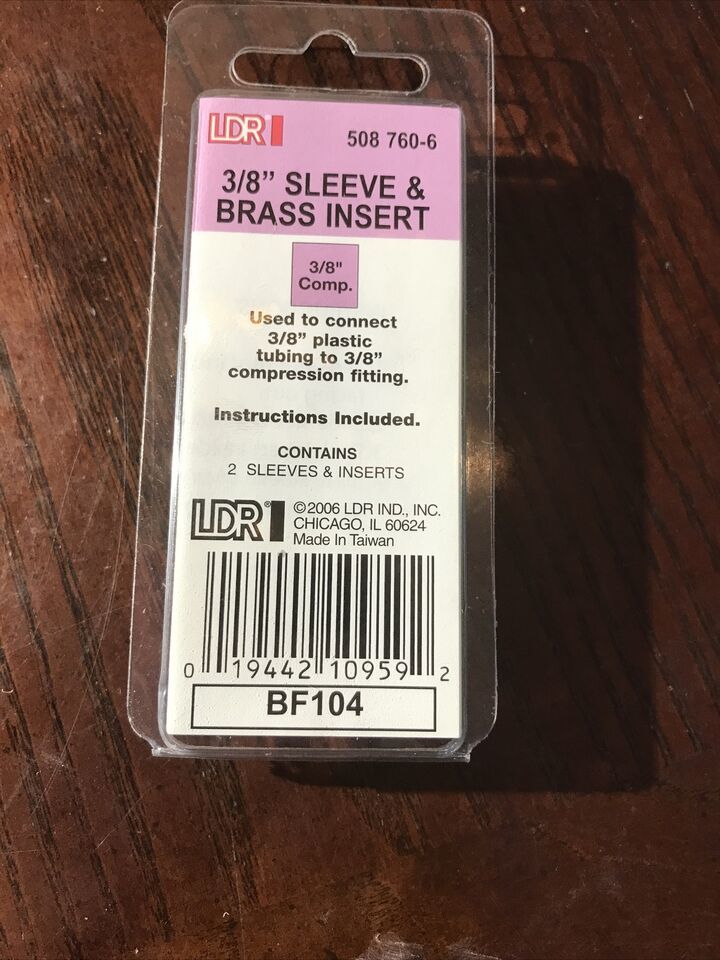 LDR
508 760-6
3/8” SLEEVE &
BRASS INSERT
3/8"
Comp.
Used to connect
3/8” plastic
tubing to 3/8”
compression fitting.
Instructions Included.
CONTAINS
2 SLEEVES & INSERTS
LDR®
©2006 LDR IND., INC.
CHICAGO, IL 60624
Made In Taiwan
0 19442 10959 2
BF104